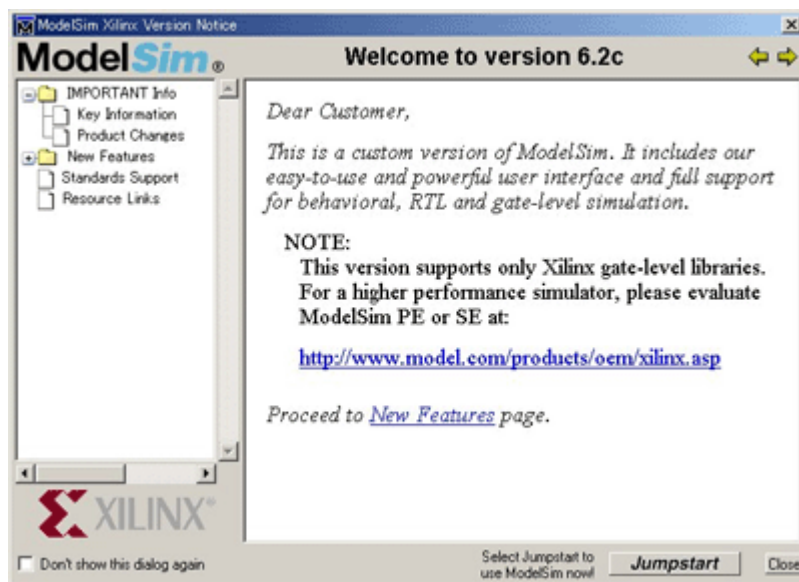 ModelSim Xilinx Version Notice
ModelSim®
Welcome to version 6.2c
IMPORTANT Info
Key Information
Product Changes
New Features
Standards Support
Resource Links
Dear Customer,
This is a custom version of ModelSim. It includes our
easy-to-use and powerful user interface and full support
for behavioral, RTL and gate-level simulation.
NOTE:
This version supports only Xilinx gate-level libraries.
For a higher performance simulator, please evaluate
ModelSim PE or SE at:
http://www.model.com/products/oem/xilinx.asp
Proceed to New Features page.
XILINX®
Don't show this dialog again
Select Jumpstart to
use ModelSim now!
Jumpstart
Close